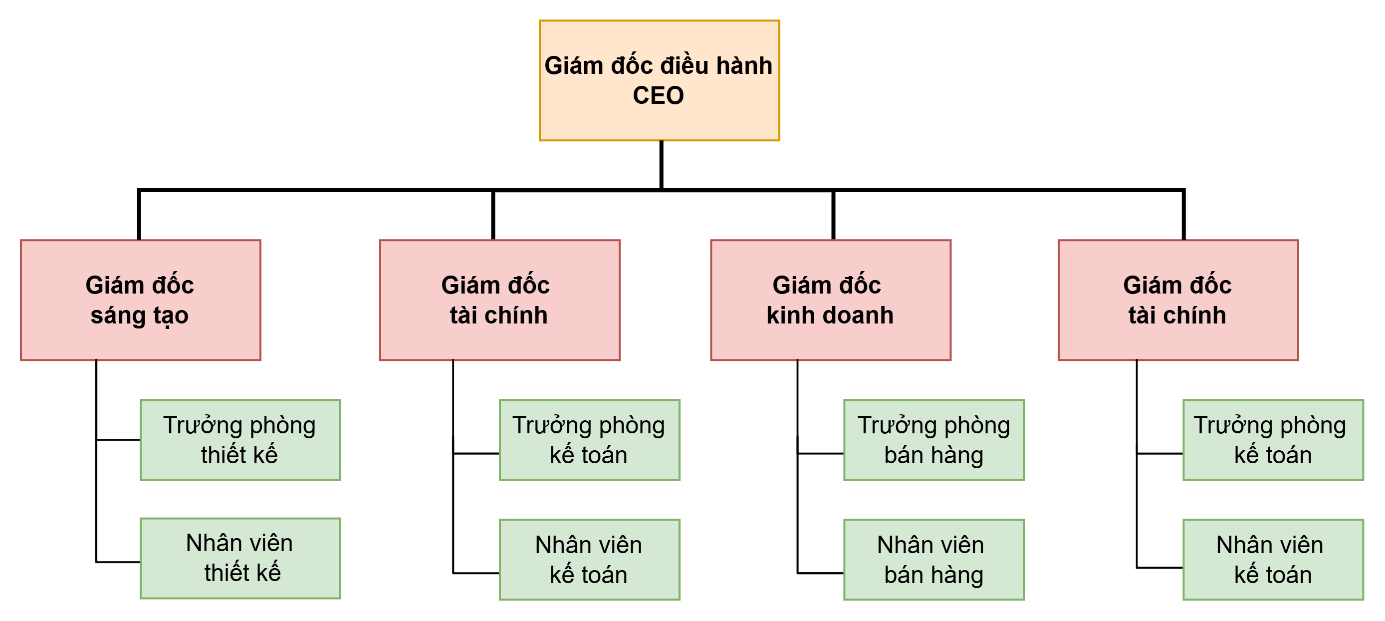 Giám đốc điều hành
CEO
Giám đốc
sáng tạo
Giám đốc
tài chính
Giám đốc
kinh doanh
Giám đốc
tài chính
Trưởng phòng
thiết kế
Trưởng phòng
kế toán
Trưởng phòng
bán hàng
Trưởng phòng
kế toán
Nhân viên
thiết kế
Nhân viên
kế toán
Nhân viên
bán hàng
Nhân viên
kế toán